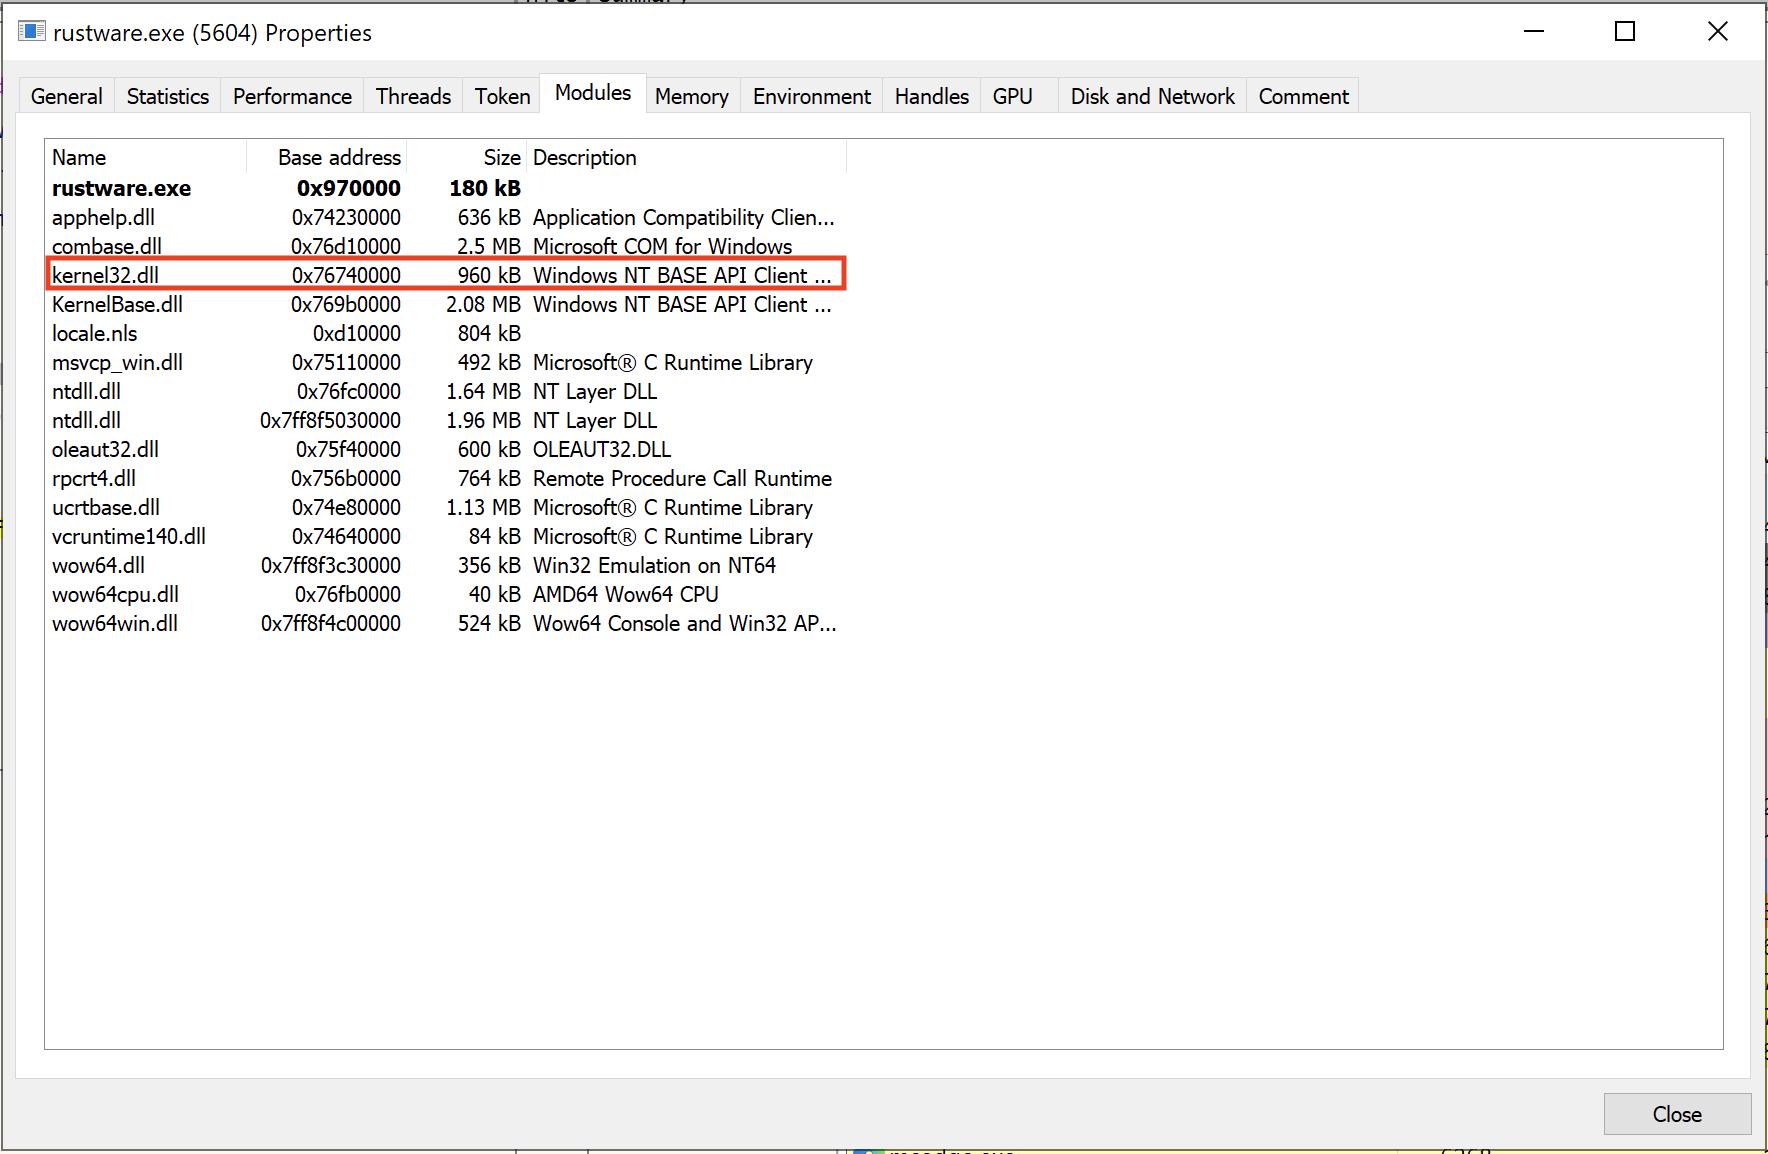 rustware.exe (5604) Properties
General Statistics Performance Threads Token Modules Memory Environment Handles GPU Disk and Network Comment
Name Base address Size Description
rustware.exe 0x970000 180 kB
apphelp.dll 0x74230000 636 kB Application Compatibility Clien...
combase.dll 0x76d10000 2.5 MB Microsoft COM for Windows
kernel32.dll 0x76740000 960 kB Windows NT BASE API Client ...
KernelBase.dll 0x769b0000 2.08 MB Windows NT BASE API Client ...
locale.nls 0xd10000 804 kB
msvcp_win.dll 0x75110000 492 kB Microsoft® C Runtime Library
ntdll.dll 0x76fc0000 1.64 MB NT Layer DLL
ntdll.dll 0x7ff8f5030000 1.96 MB NT Layer DLL
oleaut32.dll 0x75f40000 600 kB OLEAUT32.DLL
rpcrt4.dll 0x756b0000 764 kB Remote Procedure Call Runtime
ucrtbase.dll 0x74e80000 1.13 MB Microsoft® C Runtime Library
vcruntime140.dll 0x74640000 84 kB Microsoft® C Runtime Library
wow64.dll 0x7ff8f3c30000 356 kB Win32 Emulation on NT64
wow64cpu.dll 0x76fb0000 40 kB AMD64 Wow64 CPU
wow64win.dll 0x7ff8f4c00000 524 kB Wow64 Console and Win32 AP...
Close